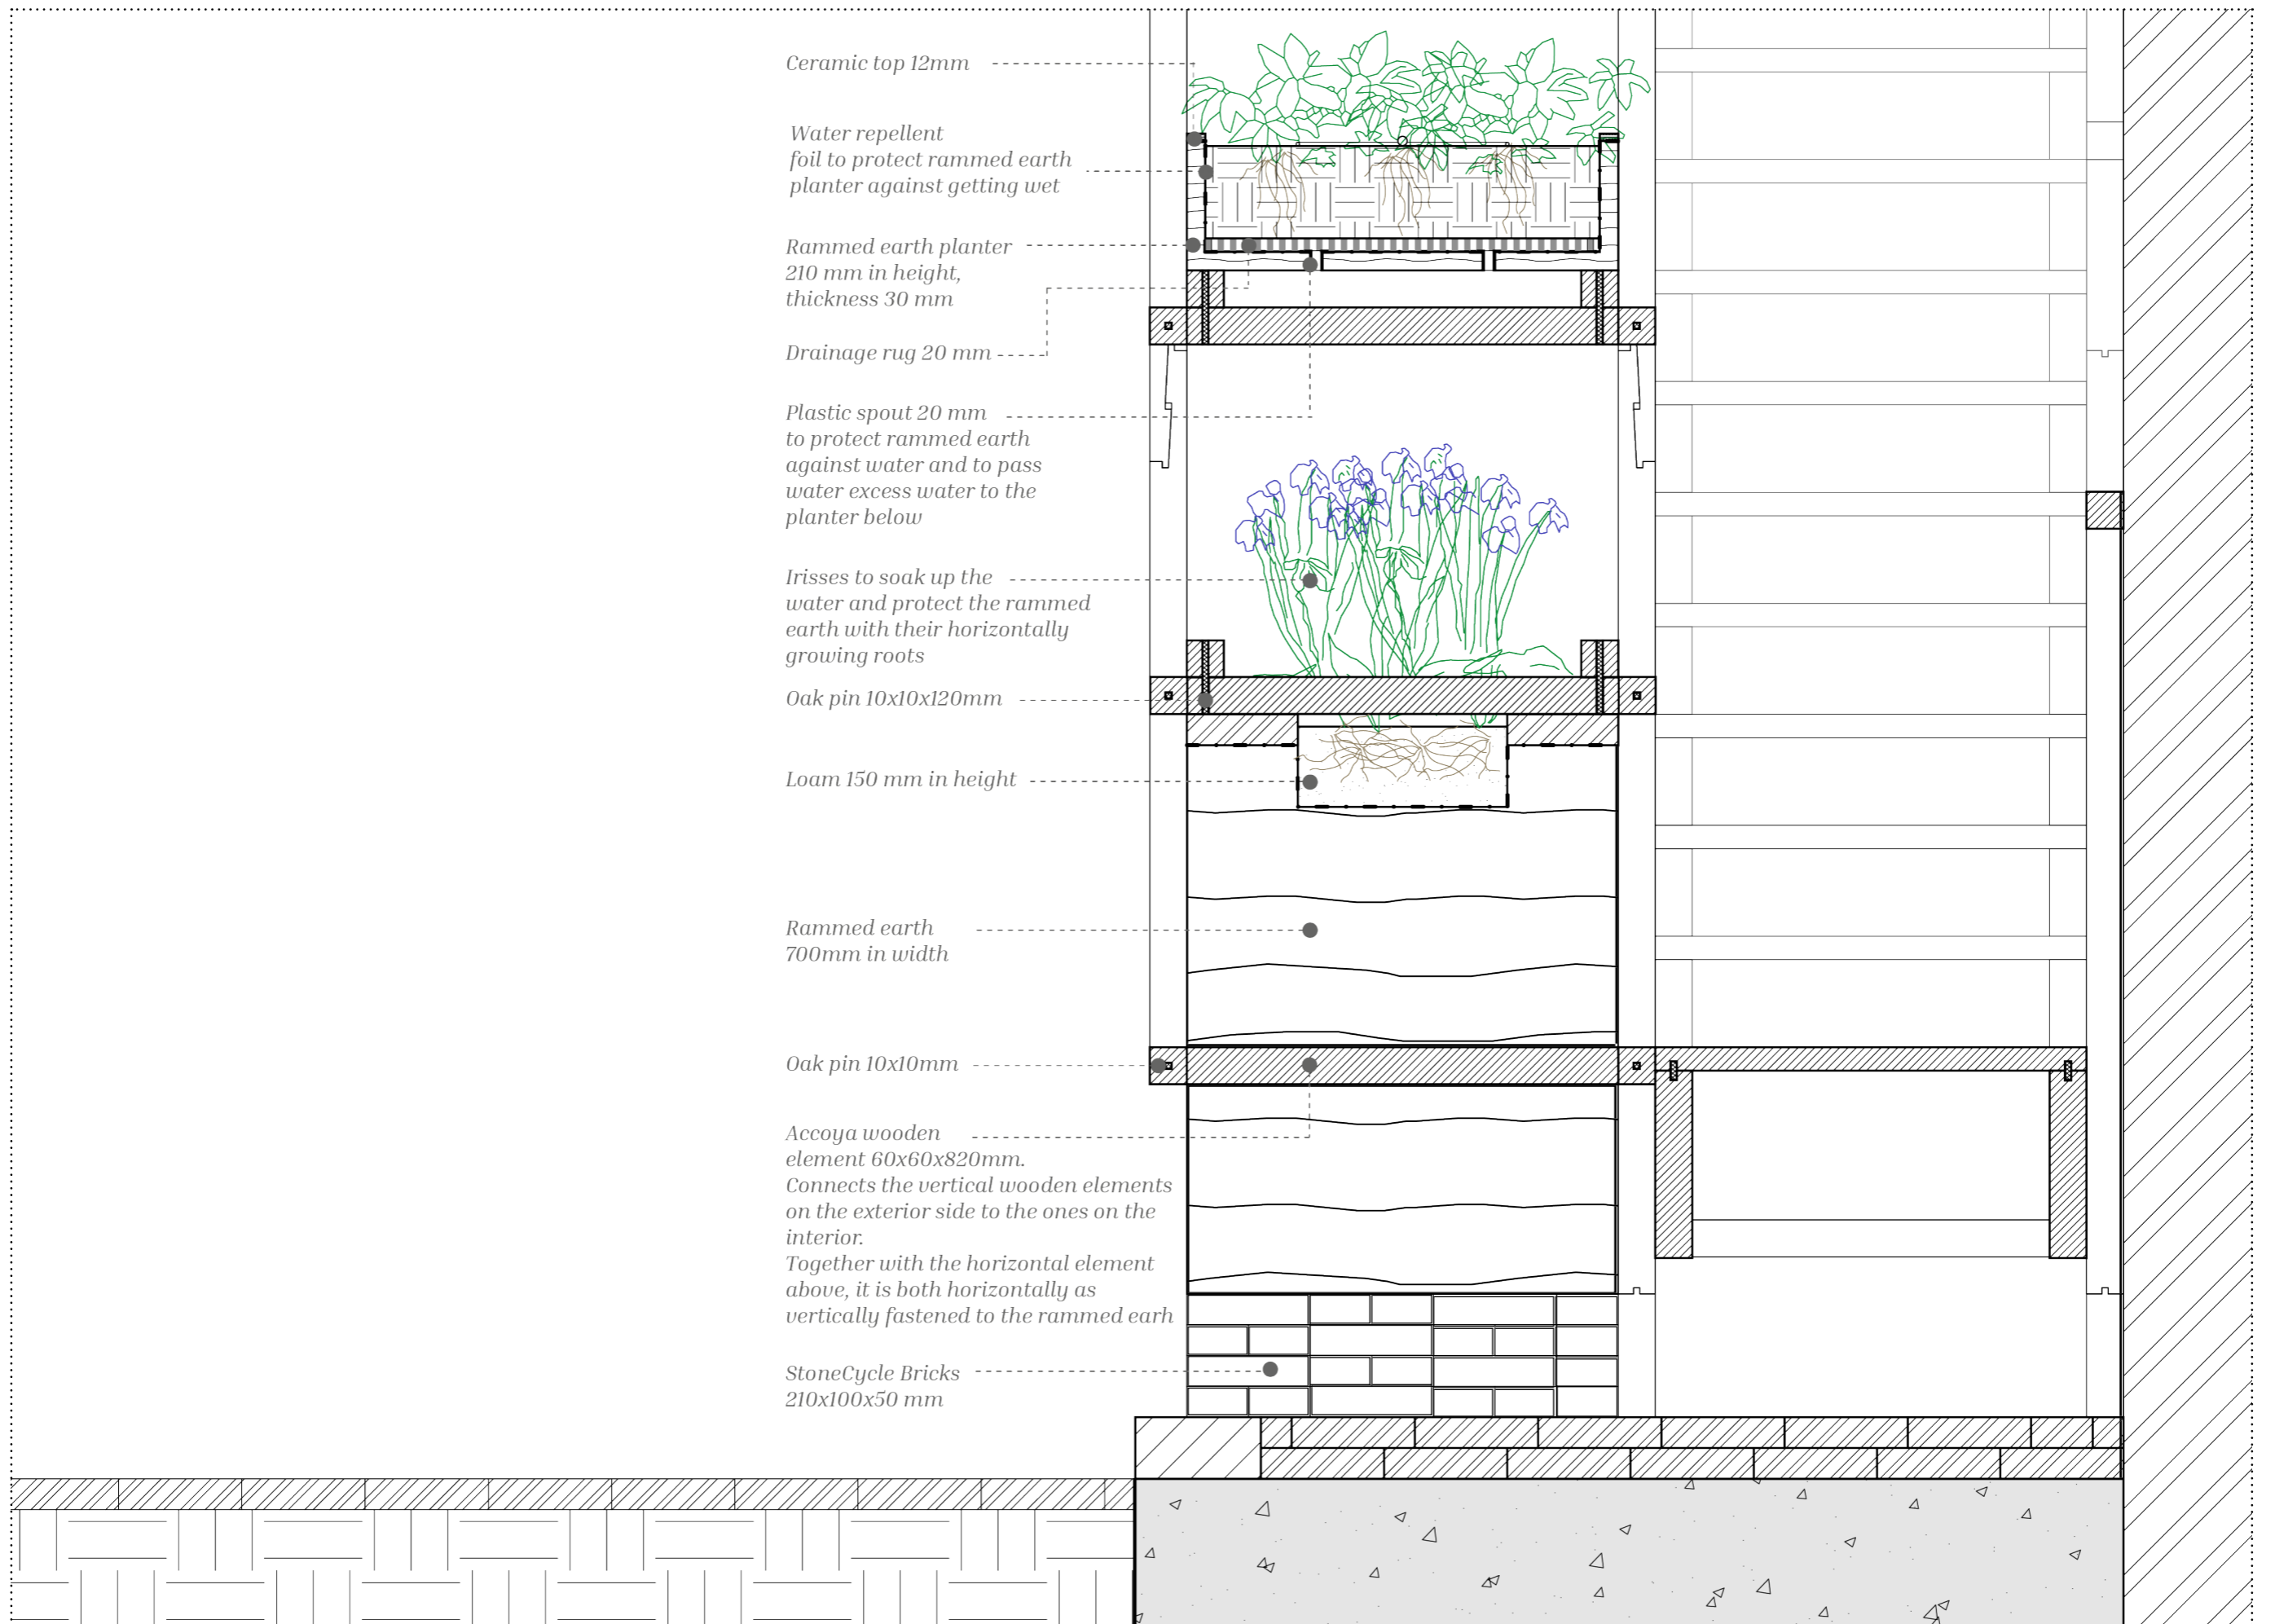 Ceramic top 12mm
Water repellent
foil to protect rammed earth
planter against getting wet
Rammed earth planter
210 mm in height,
thickness 30 mm
Drainage rug 20 mm
Plastic spout 20 mm
to protect rammed earth
against water and to pass
water excess water to the
planter below
Irisses to soak up the
water and protect the rammed
earth with their horizontally
growing roots
Oak pin 10x10x120mm
Loam 150 mm in height
Rammed earth
700mm in width
Oak pin 10x10mm
Accoya wooden
element 60x60x820mm.
Connects the vertical wooden elements
on the exterior side to the ones on the
interior.
Together with the horizontal element
above, it is both horizontally as
vertically fastened to the rammed earh
StoneCycle Bricks
210x100x50 mm